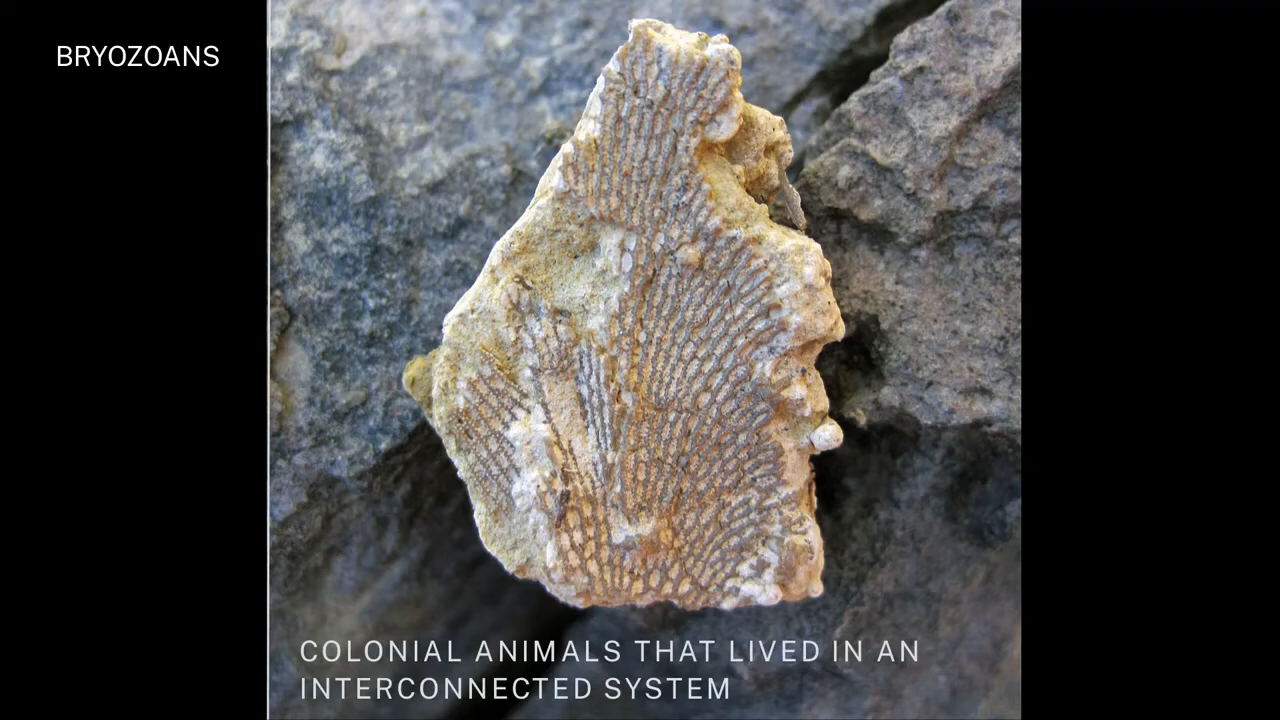 BRYOZOANS
COLONIAL ANIMALS THAT LIVED IN AN
INTERCONNECTED SYSTEM